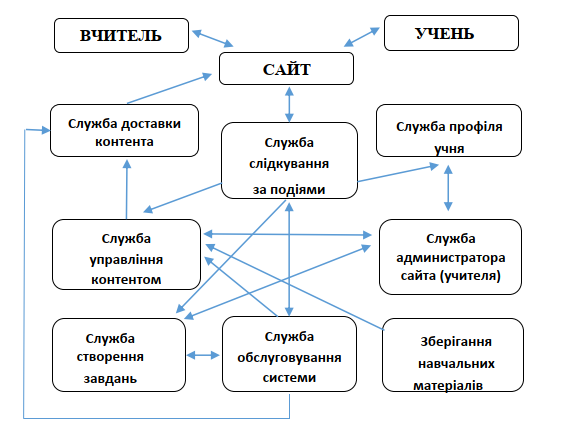 ВЧИТЕЛЬ
УЧЕНЬ
САЙТ
Служба доставки
контента
Служба
слідкування
за подіями
Служба профіля
учня
Служба
управління
контентом
Служба
администратора
сайта (учителя)
Служба
створення
завдань
Служба
обслуговування
системи
Зберігання
навчальних
матеріалів